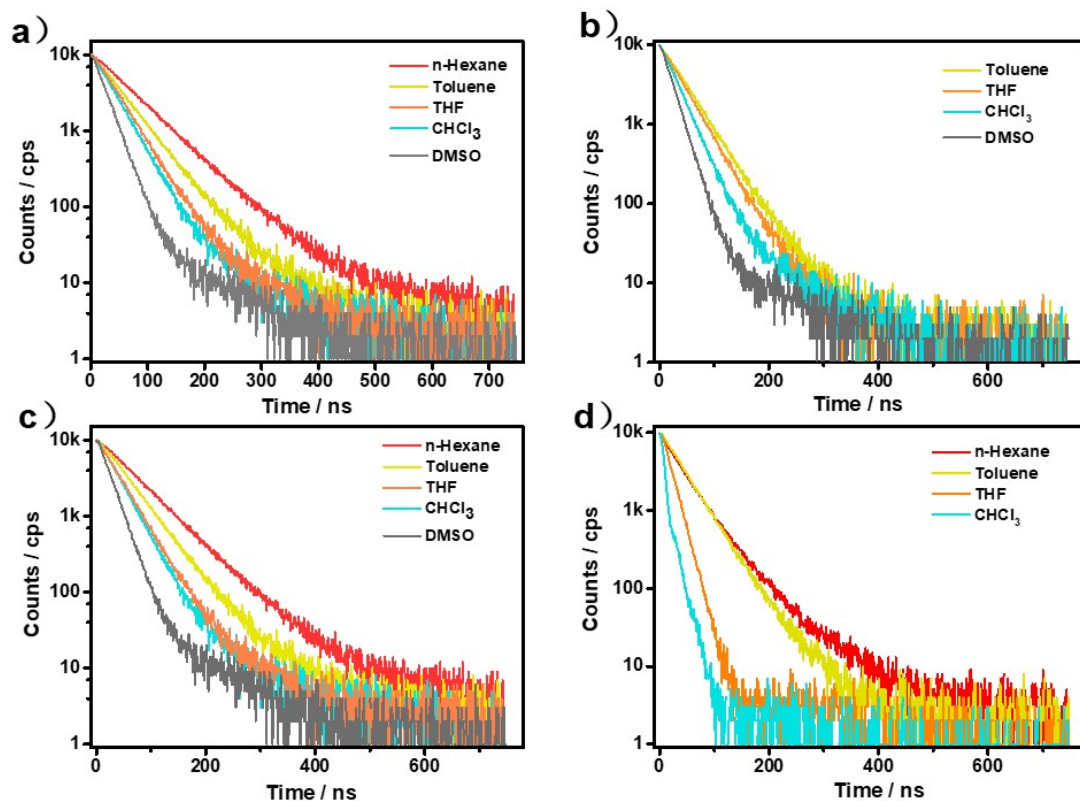 a）
Counts / cps
10k
1k
100
10
1
n-Hexane
Toluene
THF
CHCl₃
DMSO
0 100 200 300 400 500 600 700
Time / ns
b）
Counts / cps
10k
1k
100
10
1
Toluene
THF
CHCl₃
DMSO
0 200 400 600
Time / ns
c）
Counts / cps
10k
1k
100
10
1
n-Hexane
Toluene
THF
CHCl₃
DMSO
0 200 400 600
Time / ns
d）
Counts / cps
10k
1k
100
10
1
n-Hexane
Toluene
THF
CHCl₃
0 200 400 600
Time / ns